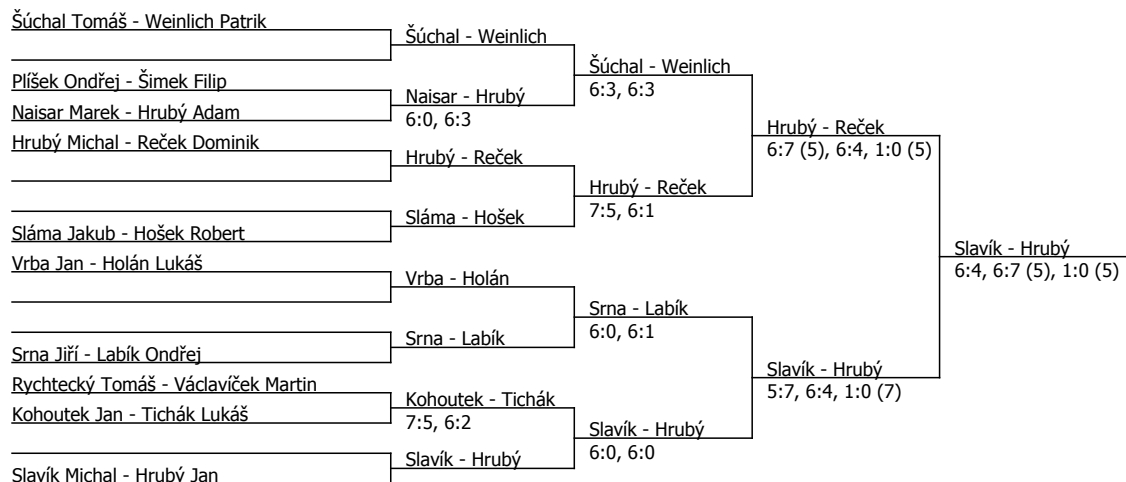 Šúchal Tomáš - Weinlich Patrik
Šúchal - Weinlich
Šúchal - Weinlich
6:3, 6:3
Plíšek Ondřej - Šimek Filip
Naisar - Hrubý
6:0, 6:3
Naisar Marek - Hrubý Adam
Hrubý - Reček
6:7 (5), 6:4, 1:0 (5)
Hrubý Michal - Reček Dominik
Hrubý - Reček
Hrubý - Reček
7:5, 6:1
Sláma - Hošek
Sláma Jakub - Hošek Robert
Slavík - Hrubý
6:4, 6:7 (5), 1:0 (5)
Vrba Jan - Holán Lukáš
Vrba - Holán
Srna - Labík
6:0, 6:1
Srna - Labík
Srna Jiří - Labík Ondřej
Slavík - Hrubý
5:7, 6:4, 1:0 (7)
Rychtecký Tomáš - Václavíček Martin
Kohoutek - Tichák
7:5, 6:2
Kohoutek Jan - Tichák Lukáš
Slavík - Hrubý
6:0, 6:0
Slavík - Hrubý
Slavík Michal - Hrubý Jan